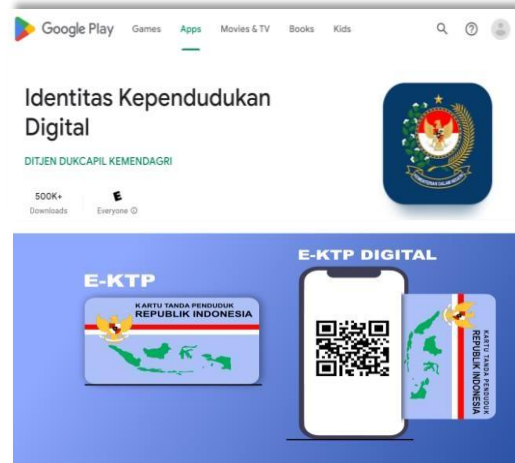 Google Play Games Apps Movies & TV Books Kids
Identitas Kependudukan
Digital
DITJEN DUKCAPIL KEMENDAGRI
500K+
Downloads
E
Everyone
E-KTP
KARTU TANDA PENDUDUK
REPUBLIK INDONESIA
E-KTP DIGITAL
KARTU TANDA PENDUDUK
REPUBLIK INDONESIA